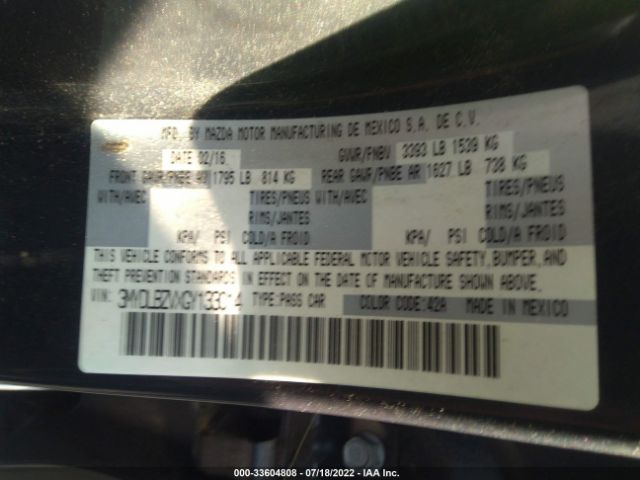 MFD. BY MAZDA MOTOR MANUFACTURING DE MEXICO S.A. DE C.V.
DATE 02/16 GVWR/PNBV 3393 LB 1539 KG
FRONT GAWR/PNBE AV 1795 LB 814 KG REAR GAWR/PNBE AR 1627 LB 738 KG
WITH/AVEC TIRES/PNEUS WITH/AVEC TIRES/PNEUS
RIMS/JANTES RIMS/JANTES
KPA/ PSI COLD/A FROID KPA/ PSI COLD/A FROID
THIS VEHICLE CONFORMS TO ALL APPLICABLE FEDERAL MOTOR VEHICLE SAFETY, BUMPER, AND
THEFT PREVENTION STANDARDS IN EFFECT ON THE DATE OF MANUFACTURE SHOWN ABOVE.
VIN: TYPE: PASS CAR COLOR CODE: 42A MADE IN MEXICO
000-33604808 - 07/18/2022 - IAA Inc.